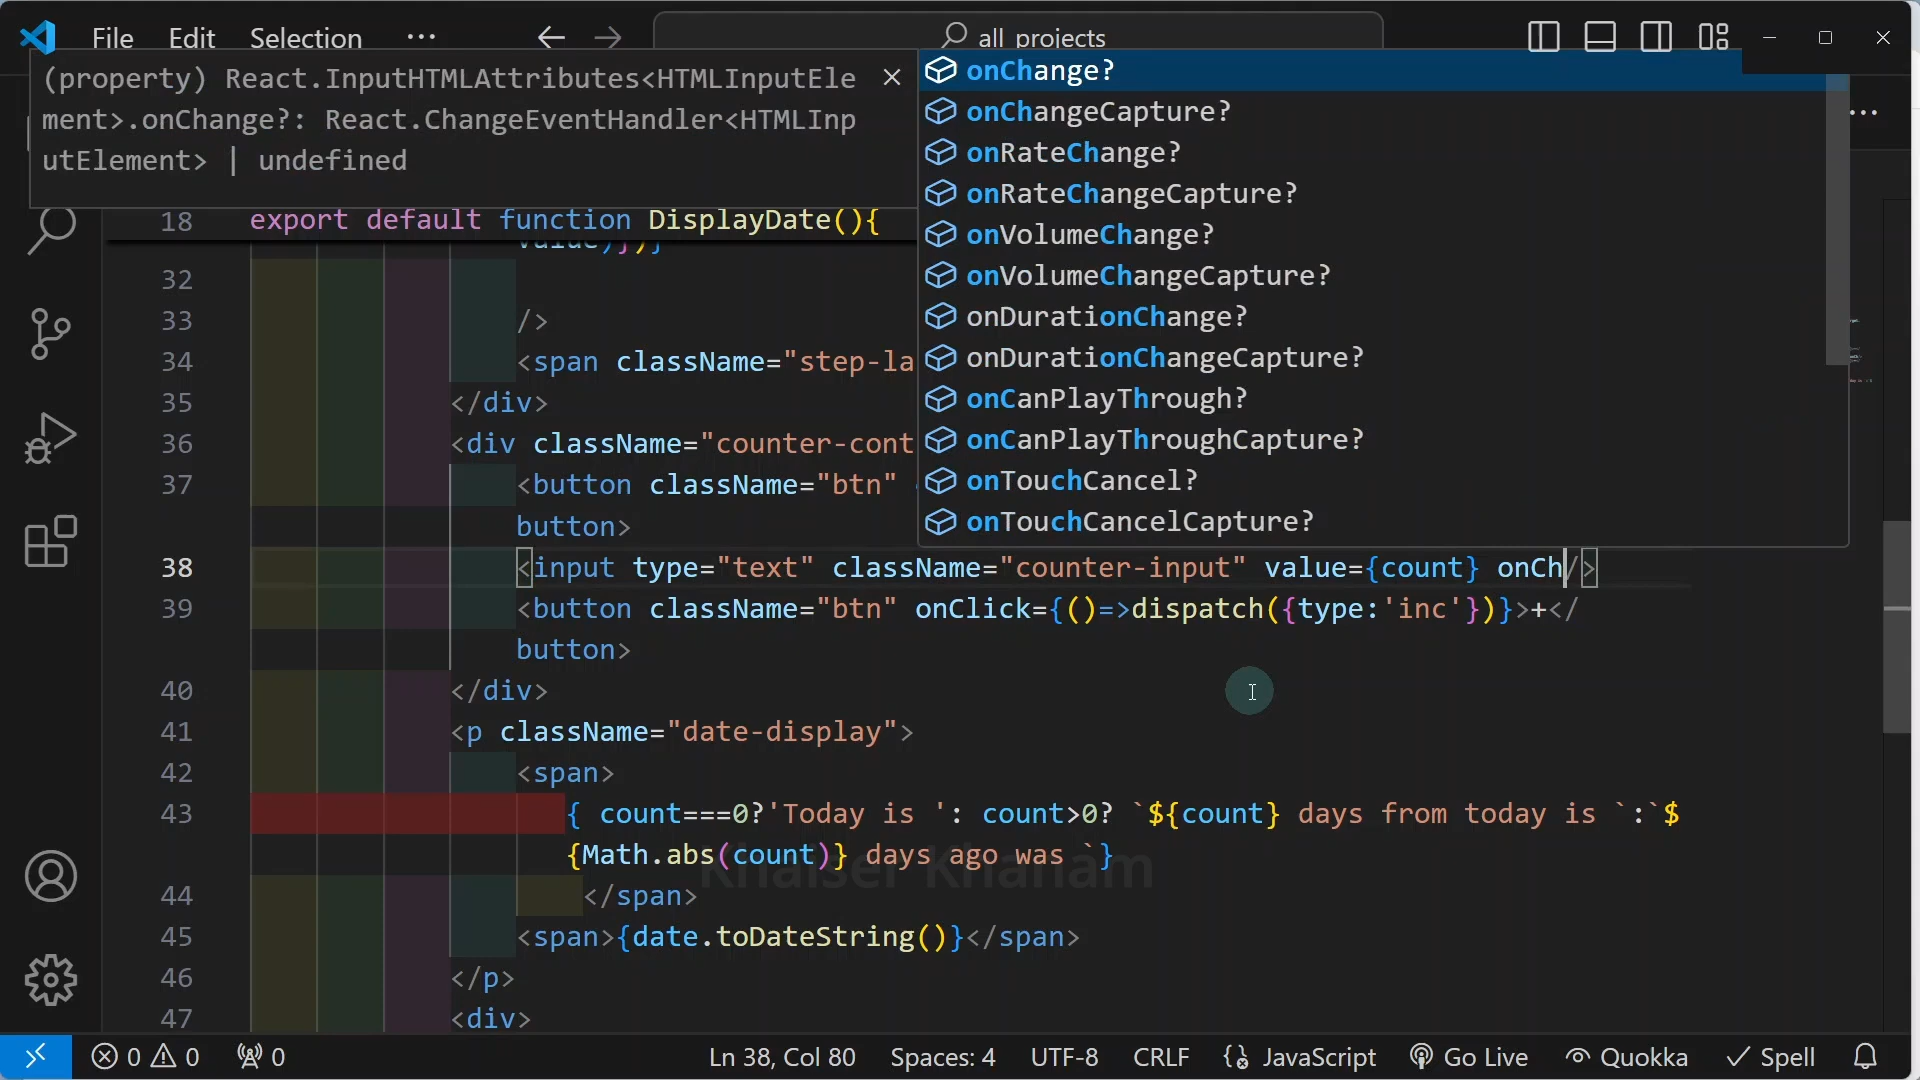 File Edit Selection ··· all projects
(property) React.InputHTMLAttributes<HTMLInputEle
ment>.onChange?: React.ChangeEventHandler<HTMLInp
utElement> | undefined
onChange?
onChangeCapture?
onRateChange?
onRateChangeCapture?
onVolumeChange?
onVolumeChangeCapture?
onDurationChange?
onDurationChangeCapture?
onCanPlayThrough?
onCanPlayThroughCapture?
onTouchCancel?
onTouchCancelCapture?
18 export default function DisplayDate(){
value)})}
32
33 />
34 <span className="step-la
35 </div>
36 <div className="counter-cont
37 <button className="btn"
button>
38 <input type="text" className="counter-input" value={count} onCh/>
39 <button className="btn" onClick={()=>dispatch({type:'inc'})}>+</
button>
40 </div>
41 <p className="date-display">
42 <span>
43 { count===0?'Today is ': count>0? `${count} days from today is `:`$
{Math.abs(count)} days ago was `}
44 </span>
45 <span>{date.toDateString()}</span>
46 </p>
47 <div>
Khaiser Khanam
0 0 0 Ln 38, Col 80 Spaces: 4 UTF-8 CRLF JavaScript Go Live Quokka Spell